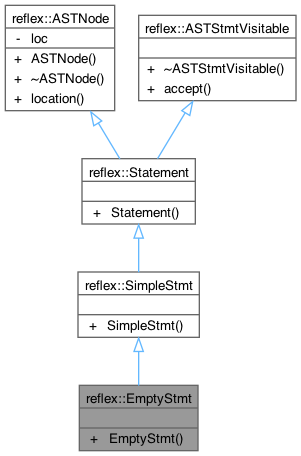 reflex::ASTNode
- loc
+ ASTNode()
+ ~ASTNode()
+ location()
reflex::ASTStmtVisitable
+ ~ASTStmtVisitable()
+ accept()
reflex::Statement
+ Statement()
reflex::SimpleStmt
+ SimpleStmt()
reflex::EmptyStmt
+ EmptyStmt()